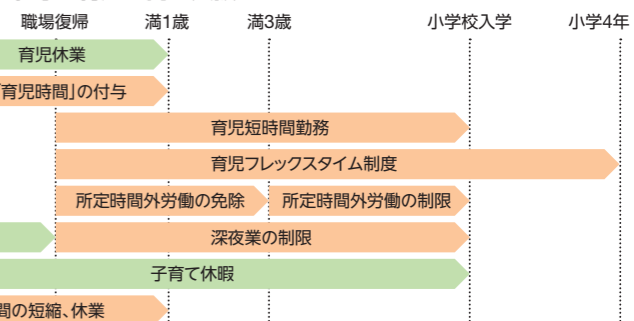 職場復帰 満1歳 満3歳 小学校入学 小学4年
育児休業
「育児時間」の付与
育児短時間勤務
育児フレックスタイム制度
所定時間外労働の免除 所定時間外労働の制限
深夜業の制限
子育て休暇
間の短縮、休業